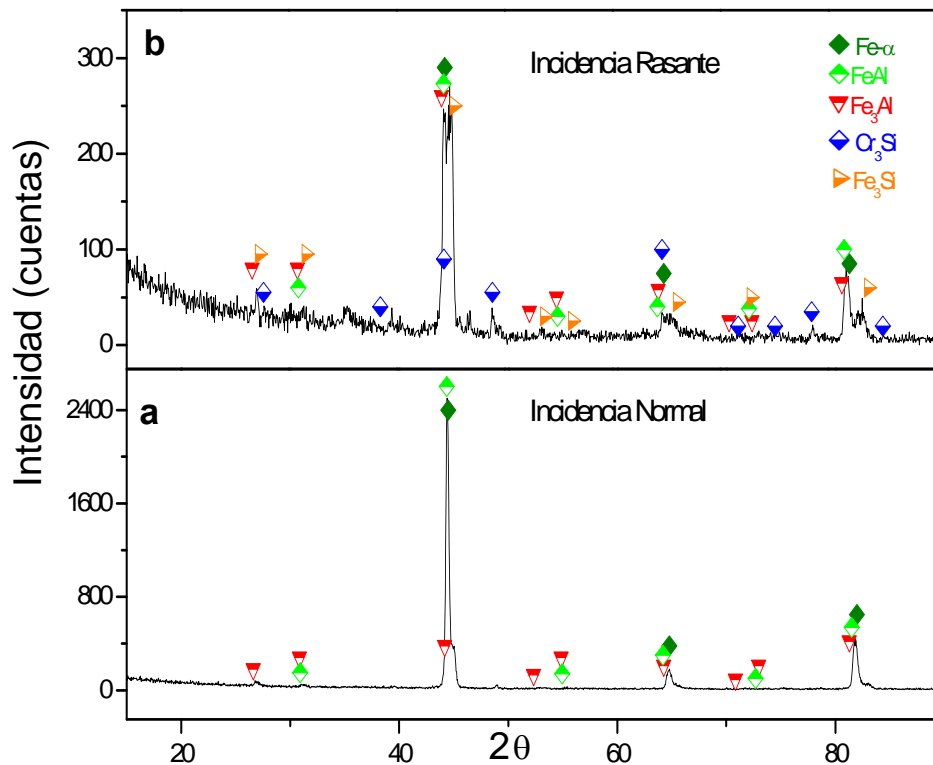 Intensidad (cuentas)
b
Incidencia Rasante
Fe-α
FeAl
Fe₃Al
Cr₃Si
Fe₃Si
300
200
100
0
a
Incidencia Normal
2400
1600
800
0
20
40
60
80
2θ